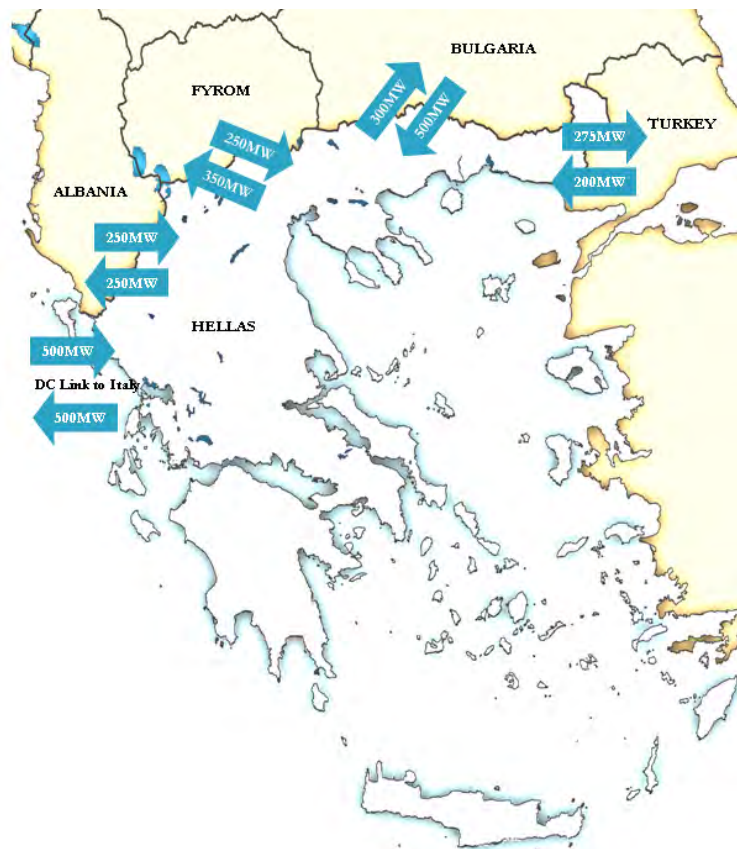 BULGARIA
FYROM
300MW
500MW
TURKEY
275MW
250MW
350MW
200MW
ALBANIA
250MW
250MW
HELLAS
500MW
DC Link to Italy
500MW